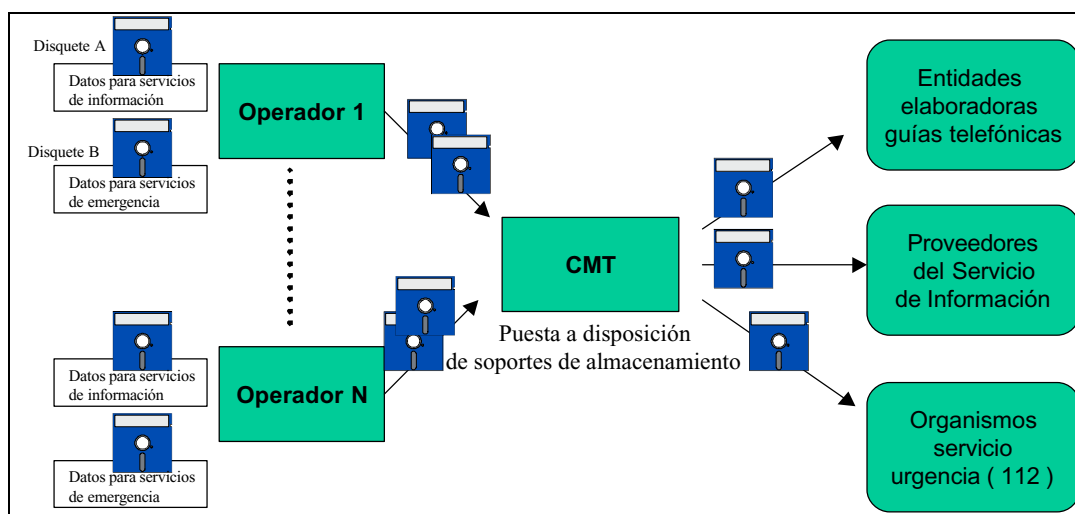 Disquete A
Datos para servicios
de información
Operador 1
Disquete B
Datos para servicios
de emergencia
CMT
Puesta a disposición
de soportes de almacenamiento
Datos para servicios
de información
Operador N
Datos para servicios
de emergencia
Entidades
elaboradoras
guías telefónicas
Proveedores
del Servicio
de Información
Organismos
servicio
urgencia ( 112 )